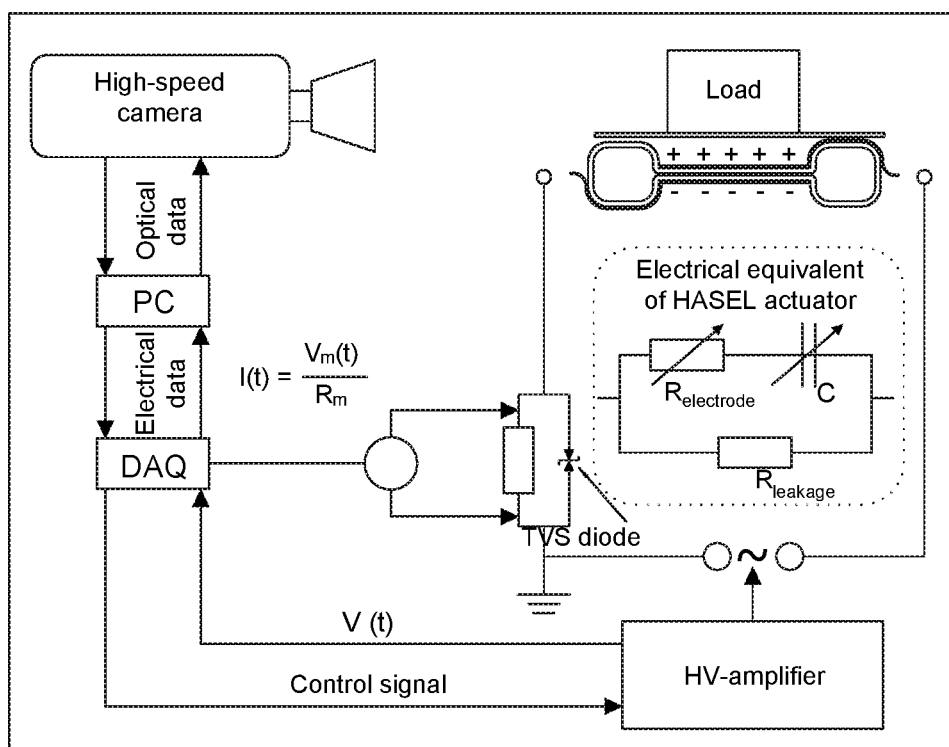 High-speed
camera
Load
+ + + + +
- - - - -
Optical
data
Electrical equivalent
of HASEL actuator
PC
Electrical
data
I(t) = Vm(t)
Rm
Relectrode
C
DAQ
Rleakage
TVS diode
~
V (t)
HV-amplifier
Control signal